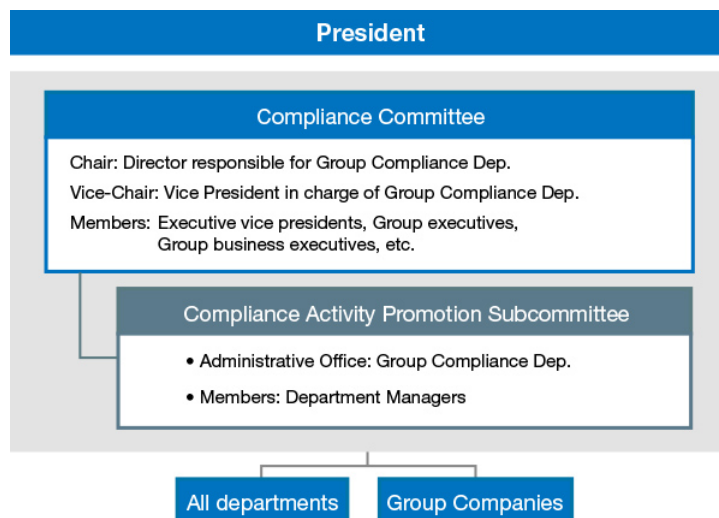 President
Compliance Committee
Chair: Director responsible for Group Compliance Dep.
Vice-Chair: Vice President in charge of Group Compliance Dep.
Members: Executive vice presidents, Group executives,
Group business executives, etc.
Compliance Activity Promotion Subcommittee
• Administrative Office: Group Compliance Dep.
• Members: Department Managers
All departments
Group Companies